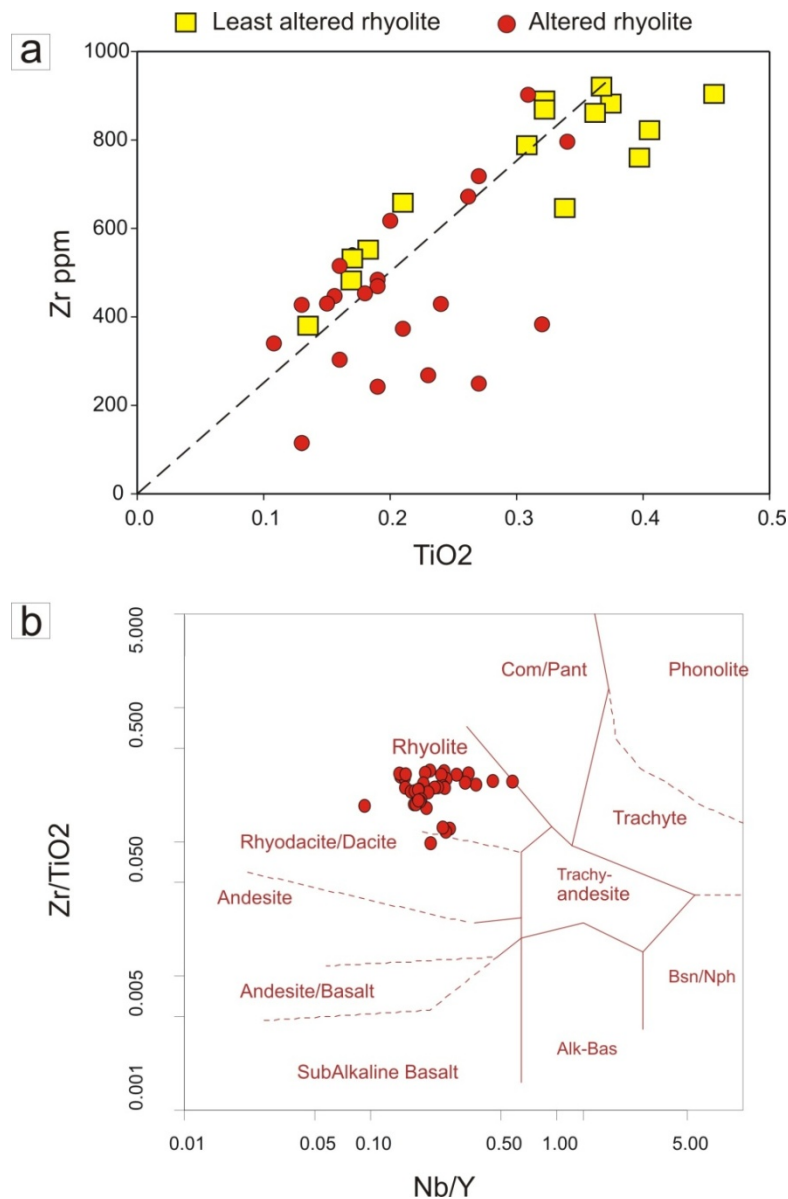 Least altered rhyolite Altered rhyolite
a
1000
800
600
400
200
0
Zr ppm
0.0 0.1 0.2 0.3 0.4 0.5
TiO2
b
5.000
0.500
0.050
0.005
0.001
Zr/TiO2
Com/Pant Phonolite
Rhyolite
Trachyte
Rhyodacite/Dacite
Trachy-
andesite
Andesite
Bsn/Nph
Andesite/Basalt
Alk-Bas
SubAlkaline Basalt
0.01 0.05 0.10 0.50 1.00 5.00
Nb/Y